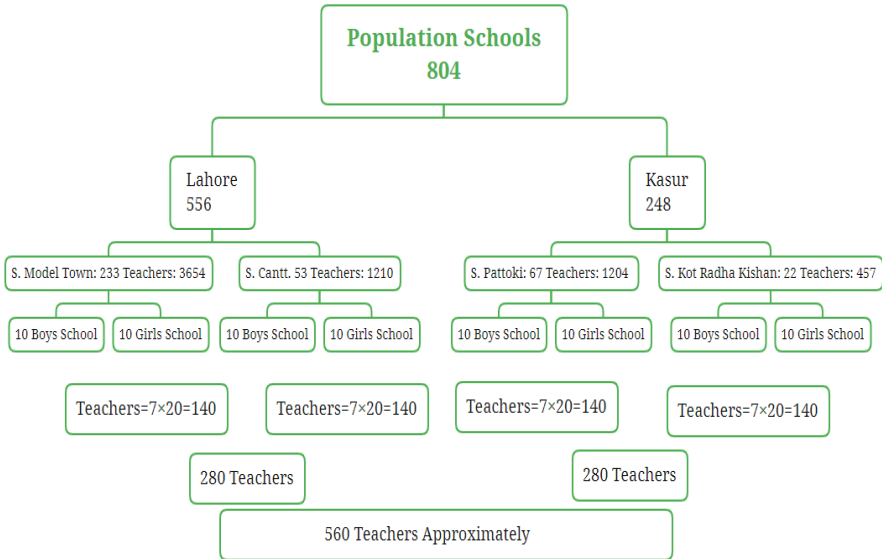 Population Schools
804
Lahore
556
Kasur
248
S. Model Town: 233 Teachers: 3654
S. Cantt. 53 Teachers: 1210
S. Pattoki: 67 Teachers: 1204
S. Kot Radha Kishan: 22 Teachers: 457
10 Boys School
10 Girls School
10 Boys School
10 Girls School
10 Boys School
10 Girls School
10 Boys School
10 Girls School
Teachers=7×20=140
Teachers=7×20=140
Teachers=7×20=140
Teachers=7×20=140
280 Teachers
280 Teachers
560 Teachers Approximately